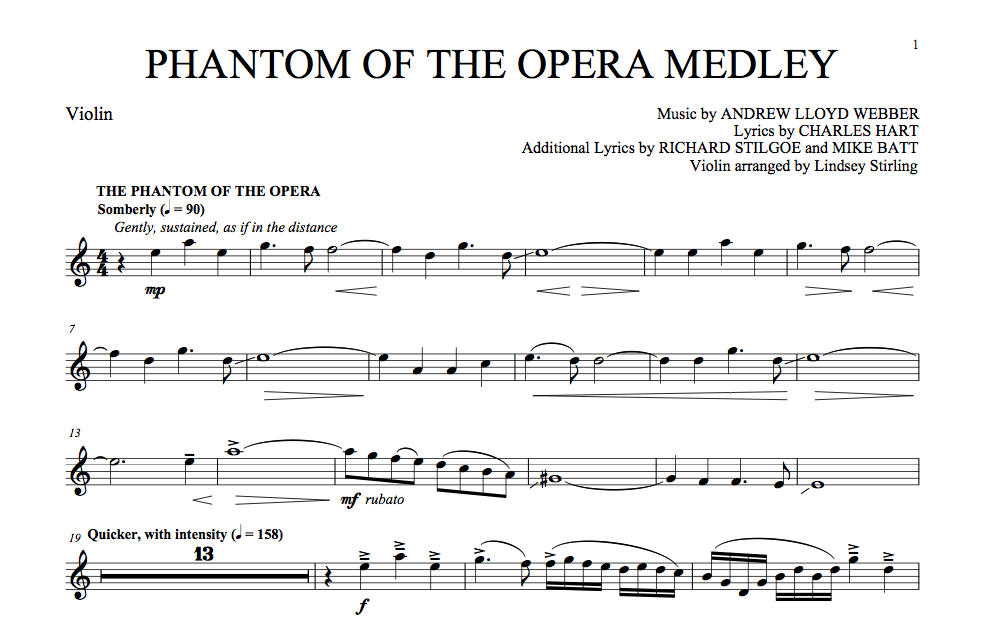 1
PHANTOM OF THE OPERA MEDLEY
Violin
Music by ANDREW LLOYD WEBBER
Lyrics by CHARLES HART
Additional Lyrics by RICHARD STILGOE and MIKE BATT
Violin arranged by Lindsey Stirling
THE PHANTOM OF THE OPERA
Somberly (♩ = 90)
Gently, sustained, as if in the distance
4
4
mp
7
13
mf rubato
19 Quicker, with intensity (♩ = 158)
13
f